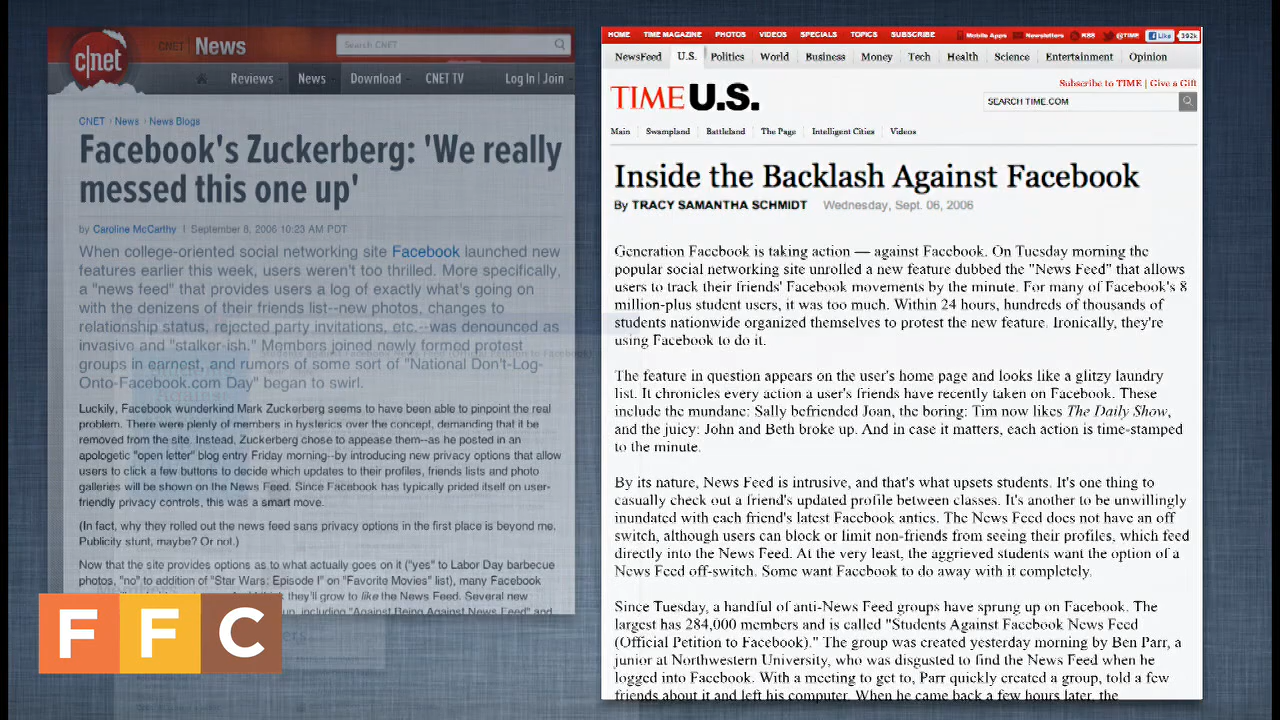 CNET News
Search CNET
c|net
Reviews
News
Download
CNET TV
Log In | Join
CNET › News › News Blogs
Facebook's Zuckerberg: 'We really
messed this one up'
by Caroline McCarthy | September 8, 2006 10:23 AM PDT
When college-oriented social networking site Facebook launched new
features earlier this week, users weren't too thrilled. More specifically,
a "news feed" that provides users a log of exactly what's going on
with the denizens of their friends list--new photos, changes to
relationship status, rejected party invitations, etc.--was denounced as
invasive and "stalker-ish." Members joined newly formed protest
groups in earnest, and rumors of some sort of "National Don't-Log-
Onto-Facebook.com Day" began to swirl.
Luckily, Facebook wunderkind Mark Zuckerberg seems to have been able to pinpoint the real
problem. There were plenty of members in hysterics over the concept, demanding that it be
removed from the site. Instead, Zuckerberg chose to appease them--as he posted in an
apologetic "open letter" blog entry Friday morning--by introducing new privacy options that allow
users to click a few buttons to decide which updates to their profiles, friends lists and photo
galleries will be shown on the News Feed. Since Facebook has typically prided itself on user-
friendly privacy controls, this was a smart move.
(In fact, why they rolled out the news feed sans privacy options in the first place is beyond me.
Publicity stunt, maybe? Or not.)
Now that the site provides options as to what actually goes on it ("yes" to Labor Day barbecue
photos, "no" to addition of "Star Wars: Episode I" on "Favorite Movies" list), many Facebook
they'll grow to like the News Feed. Several new
including "Against Being Against News Feed" and
FFC
HOME TIME MAGAZINE PHOTOS VIDEOS SPECIALS TOPICS SUBSCRIBE Mobile Apps Newsletters RSS @TIME Like 392k
NewsFeed U.S. Politics World Business Money Tech Health Science Entertainment Opinion
Subscribe to TIME | Give a Gift
TIME U.S.
SEARCH TIME.COM
Main Swampland Battleland The Page Intelligent Cities Videos
Inside the Backlash Against Facebook
By TRACY SAMANTHA SCHMIDT Wednesday, Sept. 06, 2006
Generation Facebook is taking action — against Facebook. On Tuesday morning the
popular social networking site unrolled a new feature dubbed the "News Feed" that allows
users to track their friends' Facebook movements by the minute. For many of Facebook's 8
million-plus student users, it was too much. Within 24 hours, hundreds of thousands of
students nationwide organized themselves to protest the new feature. Ironically, they're
using Facebook to do it.
The feature in question appears on the user's home page and looks like a glitzy laundry
list. It chronicles every action a user's friends have recently taken on Facebook. These
include the mundane: Sally befriended Joan, the boring: Tim now likes The Daily Show,
and the juicy: John and Beth broke up. And in case it matters, each action is time-stamped
to the minute.
By its nature, News Feed is intrusive, and that's what upsets students. It's one thing to
casually check out a friend's updated profile between classes. It's another to be unwillingly
inundated with each friend's latest Facebook antics. The News Feed does not have an off
switch, although users can block or limit non-friends from seeing their profiles, which feed
directly into the News Feed. At the very least, the aggrieved students want the option of a
News Feed off-switch. Some want Facebook to do away with it completely.
Since Tuesday, a handful of anti-News Feed groups have sprung up on Facebook. The
largest has 284,000 members and is called "Students Against Facebook News Feed
(Official Petition to Facebook)." The group was created yesterday morning by Ben Parr, a
junior at Northwestern University, who was disgusted to find the News Feed when he
logged into Facebook. With a meeting to get to, Parr quickly created a group, told a few
friends about it and left his computer. When he came back a few hours later, the